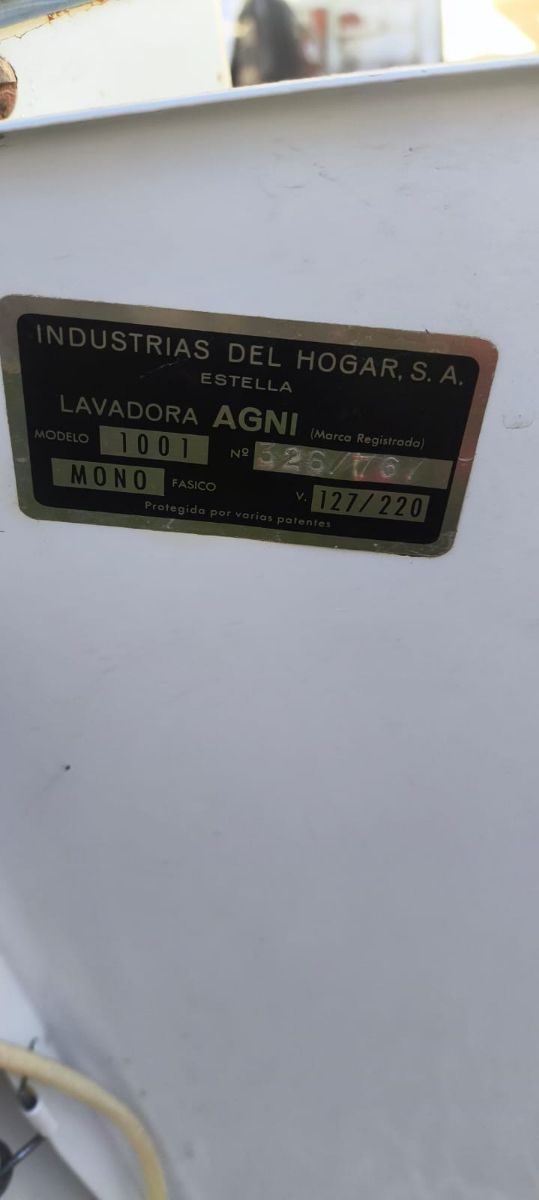 INDUSTRIAS DEL HOGAR, S. A.
ESTELLA
LAVADORA AGNI (Marca Registrada)
MODELO 1001 Nº
MONO FASICO V. 127/220
Protegida por varias patentes